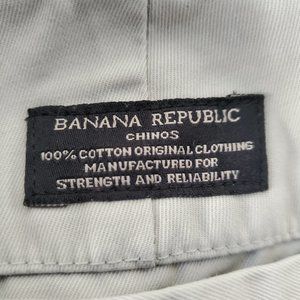 BANANA REPUBLIC
CHINOS
100% COTTON ORIGINAL CLOTHING
MANUFACTURED FOR
STRENGTH AND RELIABILITY